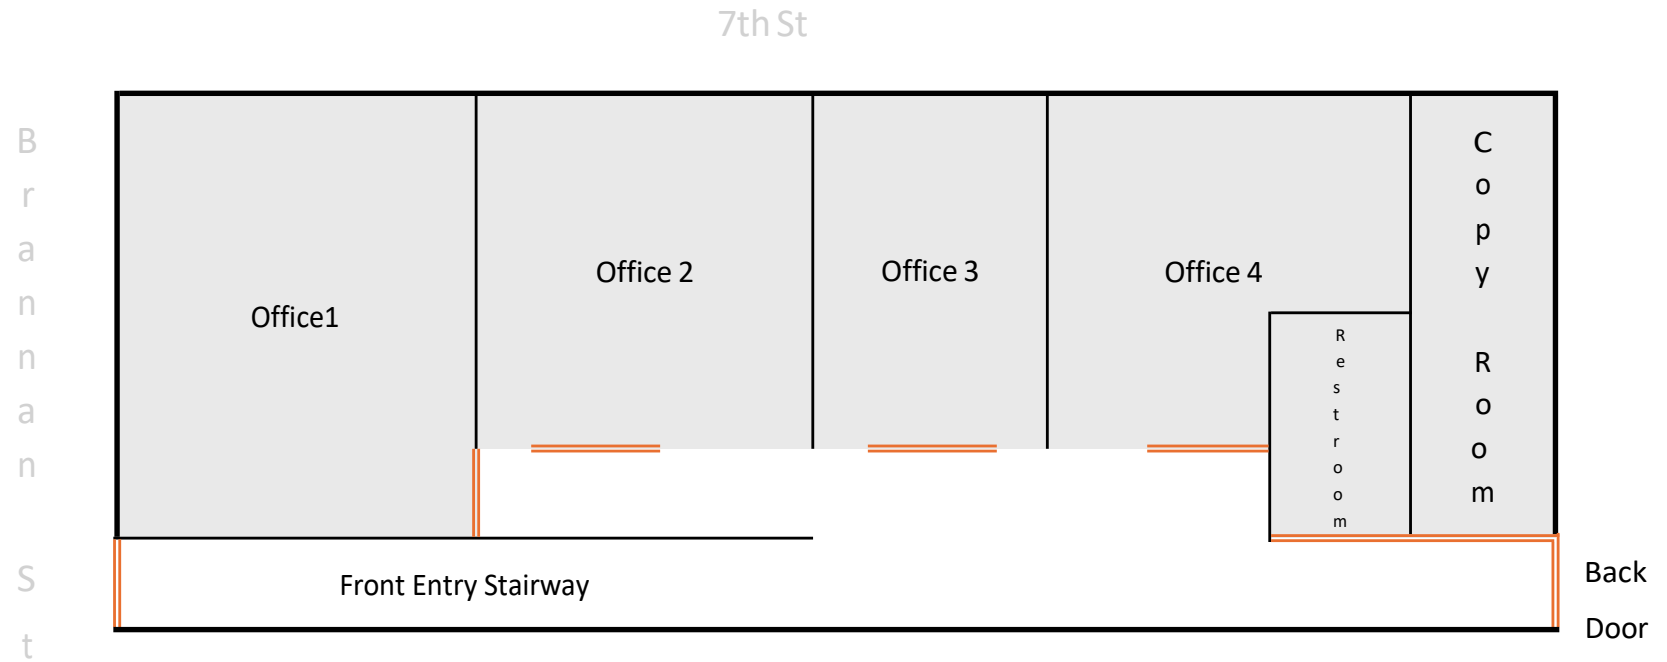 7th St
Brannan St
Office1
Office 2
Office 3
Office 4
Restroom
Copy Room
Front Entry Stairway
Back
Door